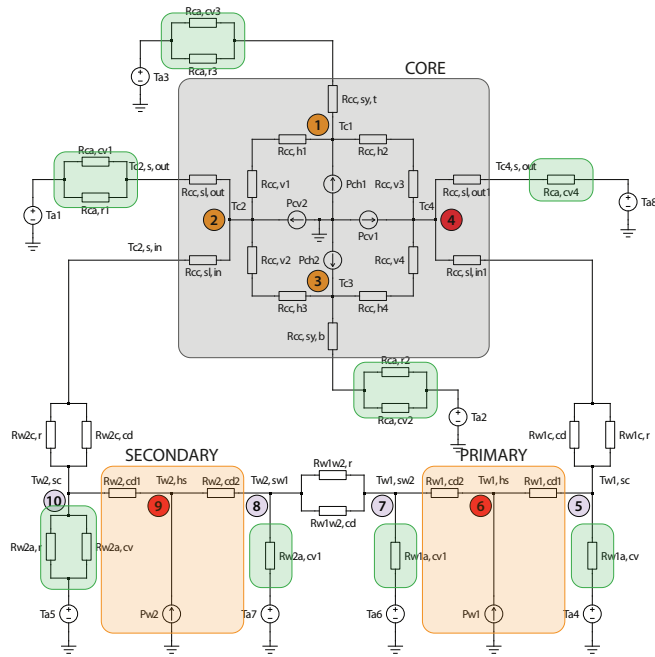 Rca, cv3
Rca, r3
Ta3
CORE
Rcc, sy, t
1
Tc1
Rcc, h1
Rcc, h2
Rca, cv1
Rca, r1
Tc2, s, out
Ta1
Rcc, sl, out
Rcc, v1
Pch1
Rcc, v3
Rcc, sl, out1
Tc4, s, out
Rca, cv4
Ta8
Tc2
2
Pcv2
Pcv1
Tc4
4
Tc2, s, in
Rcc, sl, in
Rcc, v2
Pch2
Rcc, v4
Rcc, sl, in1
3
Tc3
Rcc, h3
Rcc, h4
Rcc, sy, b
Rca, r2
Rca, cv2
Ta2
Rw2c, r
Rw2c, cd
Rw1c, cd
Rw1c, r
SECONDARY
PRIMARY
Tw2, sc
Rw2, cd1
Tw2, hs
Rw2, cd2
Tw2, sw1
Rw1w2, r
Rw1w2, cd
Tw1, sw2
Rw1, cd2
Tw1, hs
Rw1, cd1
Tw1, sc
10
9
8
7
6
5
Rw2a, r
Rw2a, cv
Rw2a, cv1
Rw1a, cv1
Rw1a, cv
Ta5
Pw2
Ta7
Ta6
Pw1
Ta4